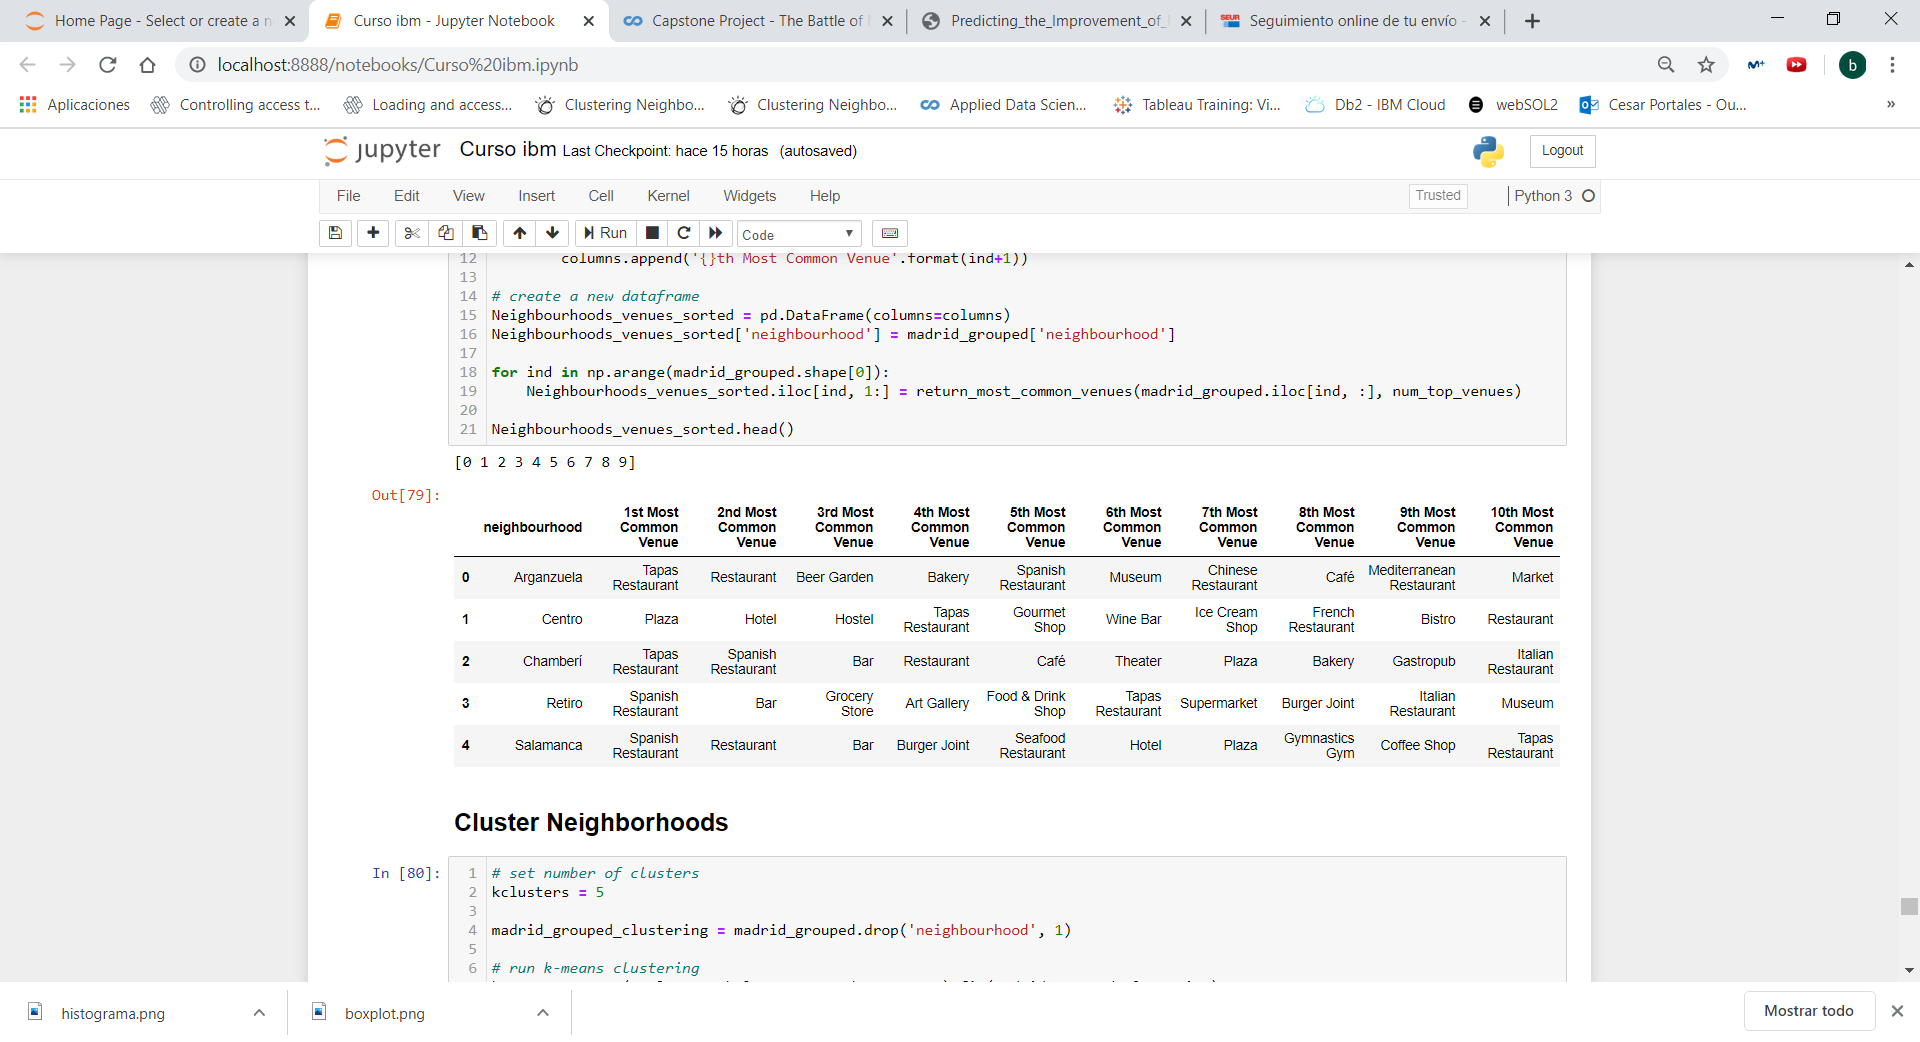 Home Page - Select or create a n
Curso ibm - Jupyter Notebook
Capstone Project - The Battle of
Predicting_the_Improvement_of_
SEUR Seguimiento online de tu envío -
localhost:8888/notebooks/Curso%20ibm.ipynb
b
Aplicaciones
Controlling access t...
Loading and access...
Clustering Neighbo...
Clustering Neighbo...
Applied Data Scien...
Tableau Training: Vi...
Db2 - IBM Cloud
webSOL2
Cesar Portales - Ou...
»
jupyter Curso ibm Last Checkpoint: hace 15 horas (autosaved)
Logout
File Edit View Insert Cell Kernel Widgets Help
Trusted
Python 3
Run
Code
12 columns.append('{}th Most Common Venue'.format(ind+1))
13
14 # create a new dataframe
15 Neighbourhoods_venues_sorted = pd.DataFrame(columns=columns)
16 Neighbourhoods_venues_sorted['neighbourhood'] = madrid_grouped['neighbourhood']
17
18 for ind in np.arange(madrid_grouped.shape[0]):
19 Neighbourhoods_venues_sorted.iloc[ind, 1:] = return_most_common_venues(madrid_grouped.iloc[ind, :], num_top_venues)
20
21 Neighbourhoods_venues_sorted.head()
[0 1 2 3 4 5 6 7 8 9]
Out[79]:
neighbourhood 1st Most Common Venue 2nd Most Common Venue 3rd Most Common Venue 4th Most Common Venue 5th Most Common Venue 6th Most Common Venue 7th Most Common Venue 8th Most Common Venue 9th Most Common Venue 10th Most Common Venue
0 Arganzuela Tapas Restaurant Restaurant Beer Garden Bakery Spanish Restaurant Museum Chinese Restaurant Café Mediterranean Restaurant Market
1 Centro Plaza Hotel Hostel Tapas Restaurant Gourmet Shop Wine Bar Ice Cream Shop French Restaurant Bistro Restaurant
2 Chamberí Tapas Restaurant Spanish Restaurant Bar Restaurant Café Theater Plaza Bakery Gastropub Italian Restaurant
3 Retiro Spanish Restaurant Bar Grocery Store Art Gallery Food & Drink Shop Tapas Restaurant Supermarket Burger Joint Italian Restaurant Museum
4 Salamanca Spanish Restaurant Restaurant Bar Burger Joint Seafood Restaurant Hotel Plaza Gymnastics Gym Coffee Shop Tapas Restaurant
Cluster Neighborhoods
In [80]:
1 # set number of clusters
2 kclusters = 5
3
4 madrid_grouped_clustering = madrid_grouped.drop('neighbourhood', 1)
5
6 # run k-means clustering
histograma.png
boxplot.png
Mostrar todo